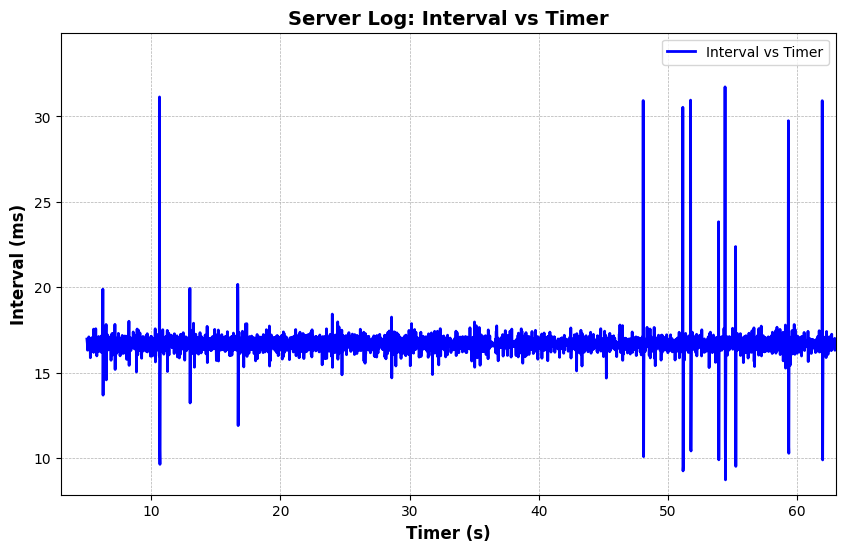 Server Log: Interval vs Timer
Interval vs Timer
Interval (ms)
30
25
20
15
10
10 20 30 40 50 60
Timer (s)